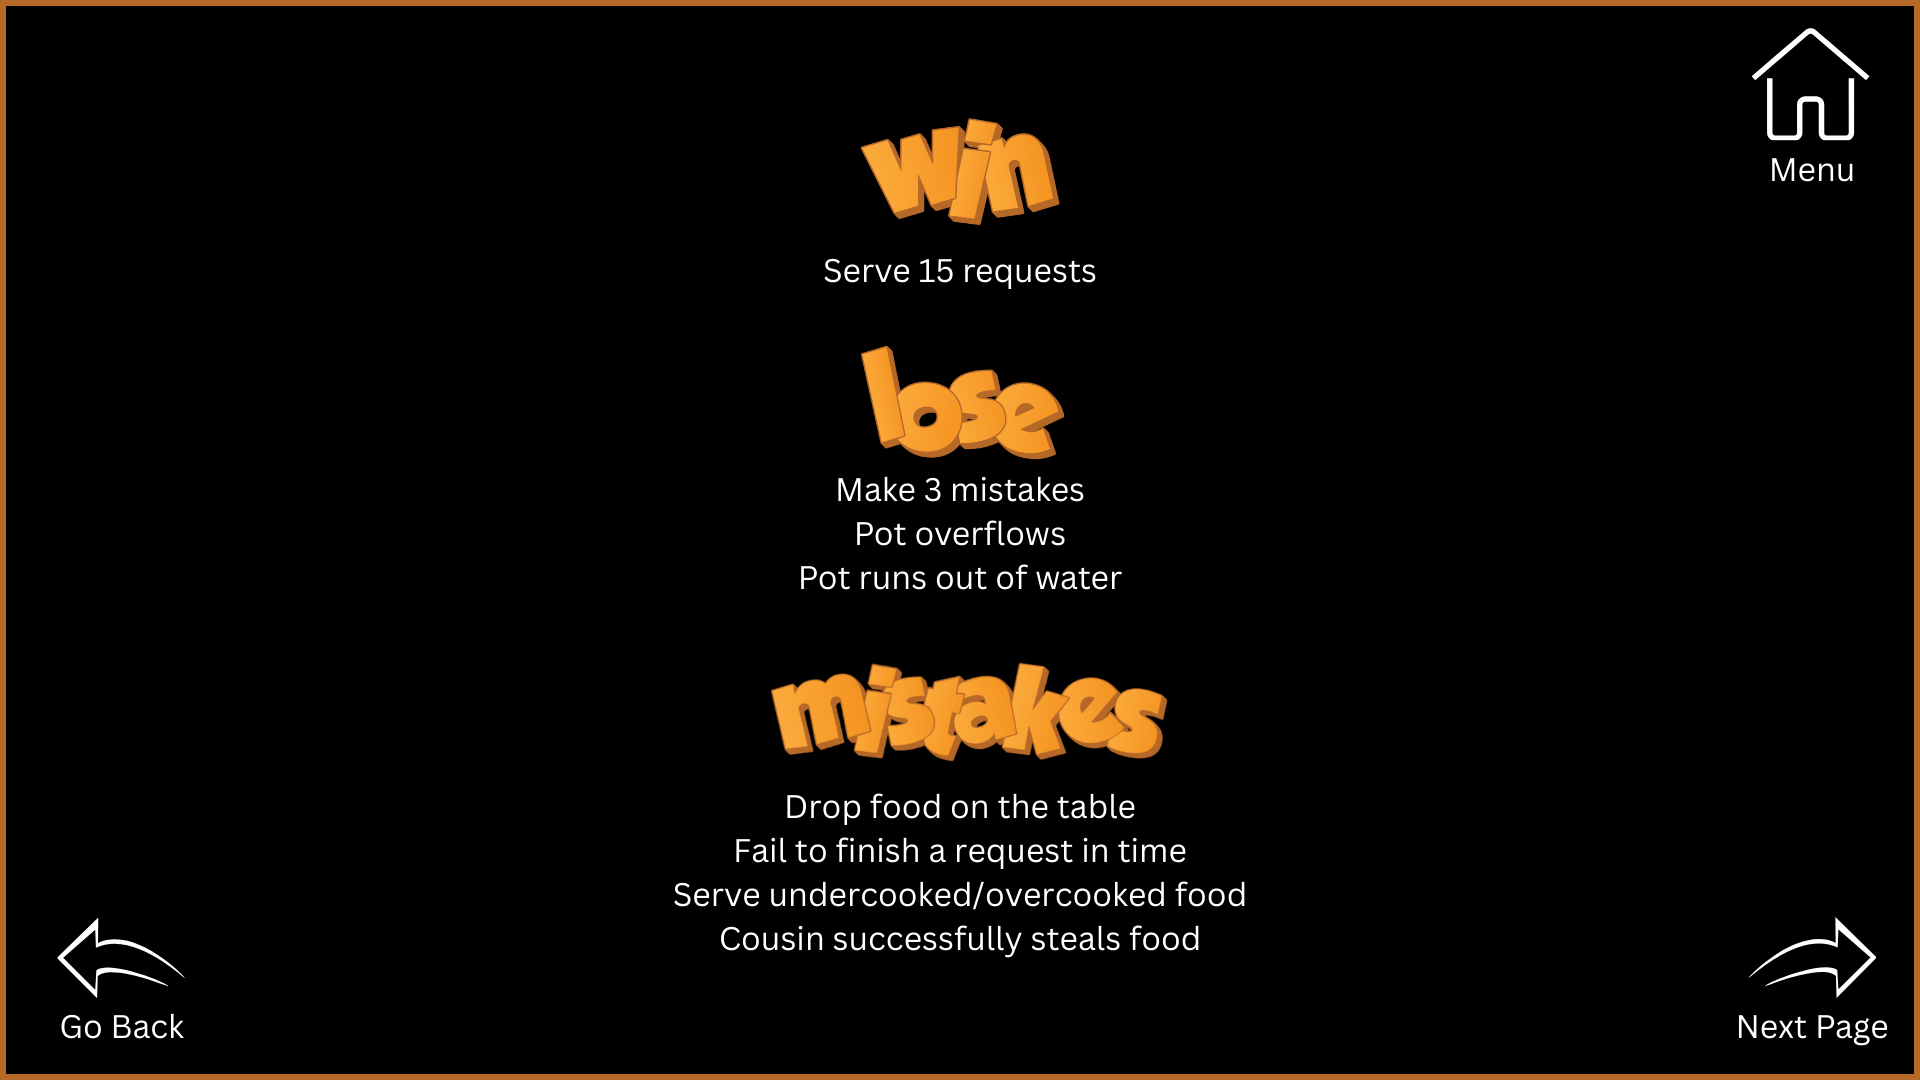 Menu
win
Serve 15 requests
lose
Make 3 mistakes
Pot overflows
Pot runs out of water
mistakes
Drop food on the table
Fail to finish a request in time
Serve undercooked/overcooked food
Cousin successfully steals food
Go Back
Next Page